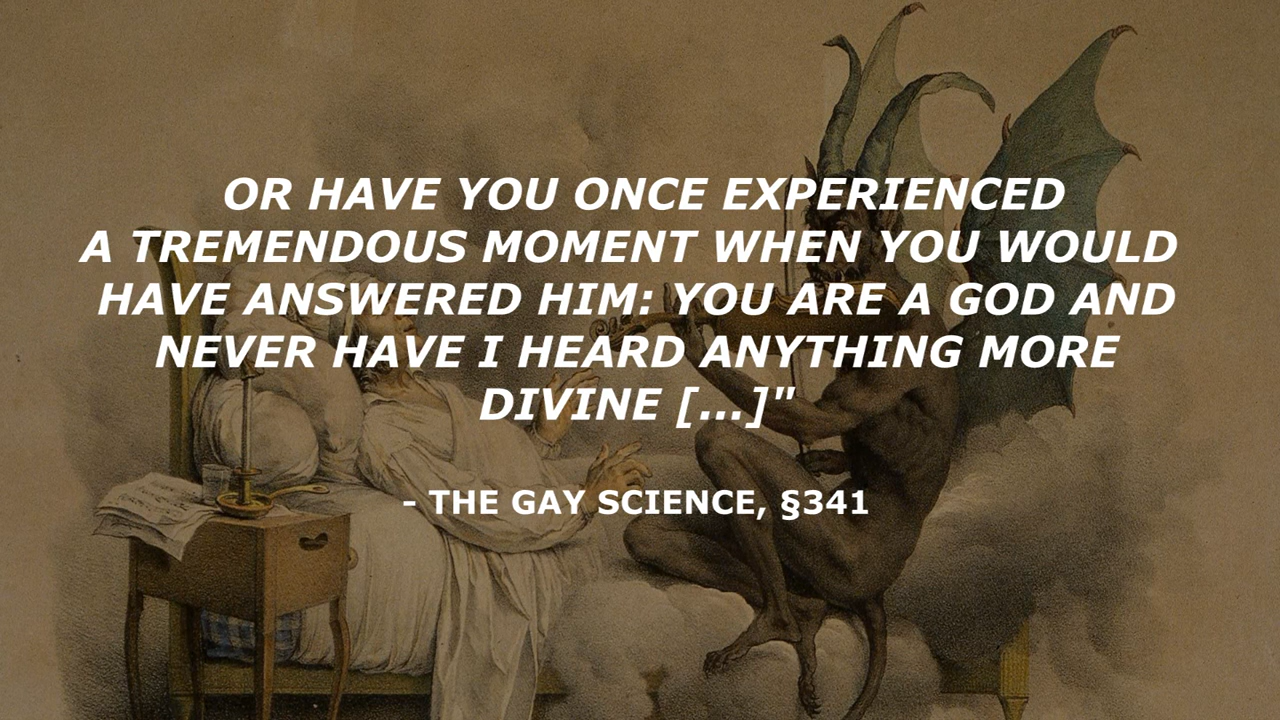 OR HAVE YOU ONCE EXPERIENCED
A TREMENDOUS MOMENT WHEN YOU WOULD
HAVE ANSWERED HIM: YOU ARE A GOD AND
NEVER HAVE I HEARD ANYTHING MORE
DIVINE [...]"
- THE GAY SCIENCE, §341